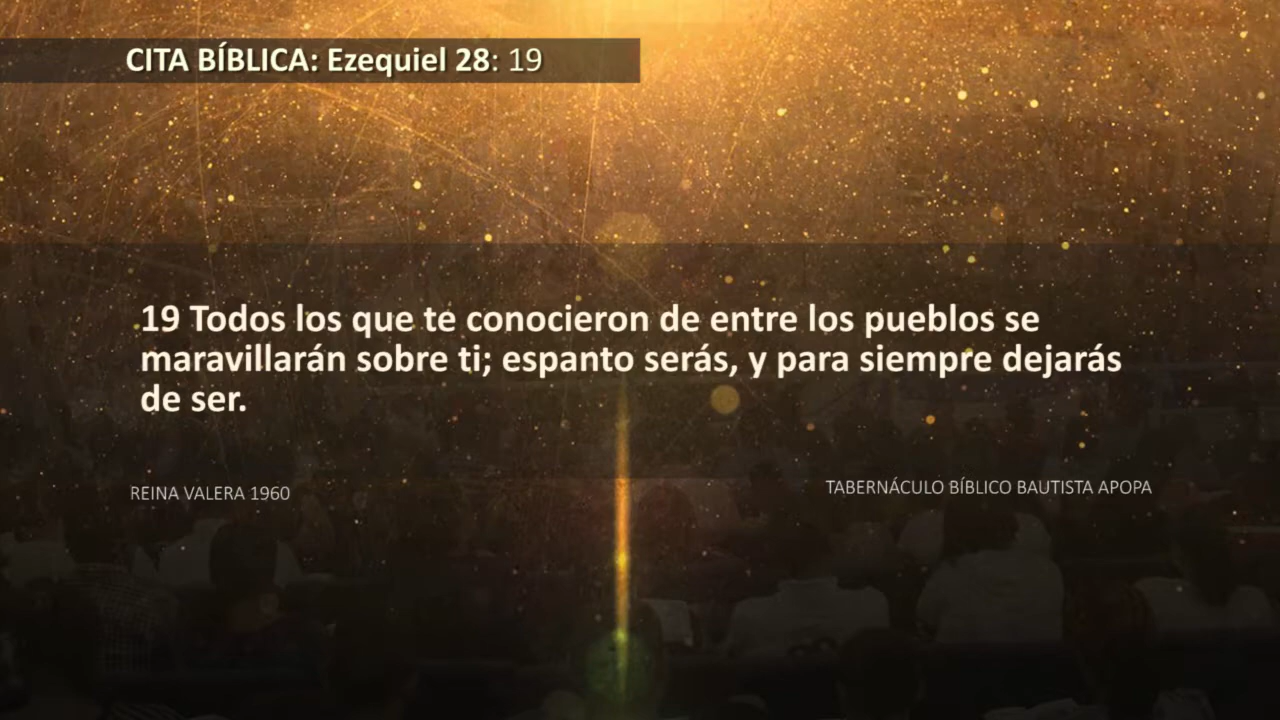 CITA BÍBLICA: Ezequiel 28: 19
19 Todos los que te conocieron de entre los pueblos se
maravillarán sobre ti; espanto serás, y para siempre dejarás
de ser.
REINA VALERA 1960
TABERNÁCULO BÍBLICO BAUTISTA APOPA